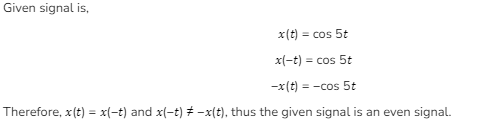 Given signal is,
x(t) = cos 5t
x(−t) = cos 5t
−x(t) = −cos 5t
Therefore, x(t) = x(−t) and x(−t) ≠ −x(t), thus the given signal is an even signal.